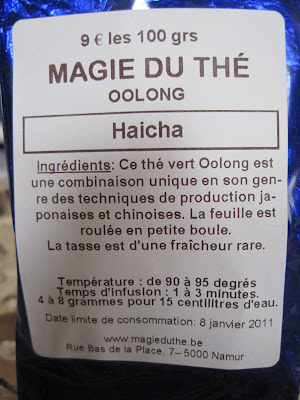 9 € les 100 grs
MAGIE DU THÉ
OOLONG
Haicha
Ingrédients: Ce thé vert Oolong est
une combinaison unique en son gen-
re des techniques de production ja-
ponaises et chinoises. La feuille est
roulée en petite boule.
La tasse est d'une fraîcheur rare.
Température : de 90 à 95 degrés
Temps d'infusion : 1 à 3 minutes.
4 à 8 grammes pour 15 centilitres d'eau.
Date limite de consommation: 8 janvier 2011
www.magieduthe.be
Rue Bas de la Place, 7– 5000 Namur